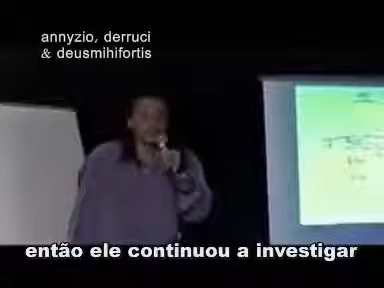 annyzio, derruci
& deusmihifortis
então ele continuou a investigar